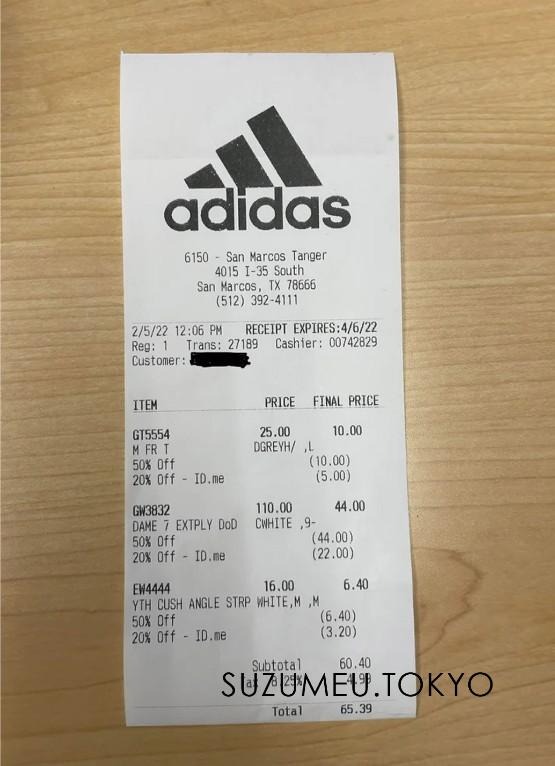 adidas
6150 - San Marcos Tanger
4015 I-35 South
San Marcos, TX 78666
(512) 392-4111
2/5/22 12:06 PM RECEIPT EXPIRES:4/6/22
Reg: 1 Trans: 27189 Cashier: 00742829
Customer:
ITEM PRICE FINAL PRICE
GT5554 25.00 10.00
M FR T DGREYH/ ,L
50% Off (10.00)
20% Off - ID.me (5.00)
GW3832 110.00 44.00
DAME 7 EXTPLY DoD CWHITE ,9-
50% Off (44.00)
20% Off - ID.me (22.00)
EW4444 16.00 6.40
YTH CUSH ANGLE STRP WHITE,M ,M
50% Off (6.40)
20% Off - ID.me (3.20)
Subtotal 60.40
Tax 8.25% 4.99
SUZUMEU.TOKYO
Total 65.39